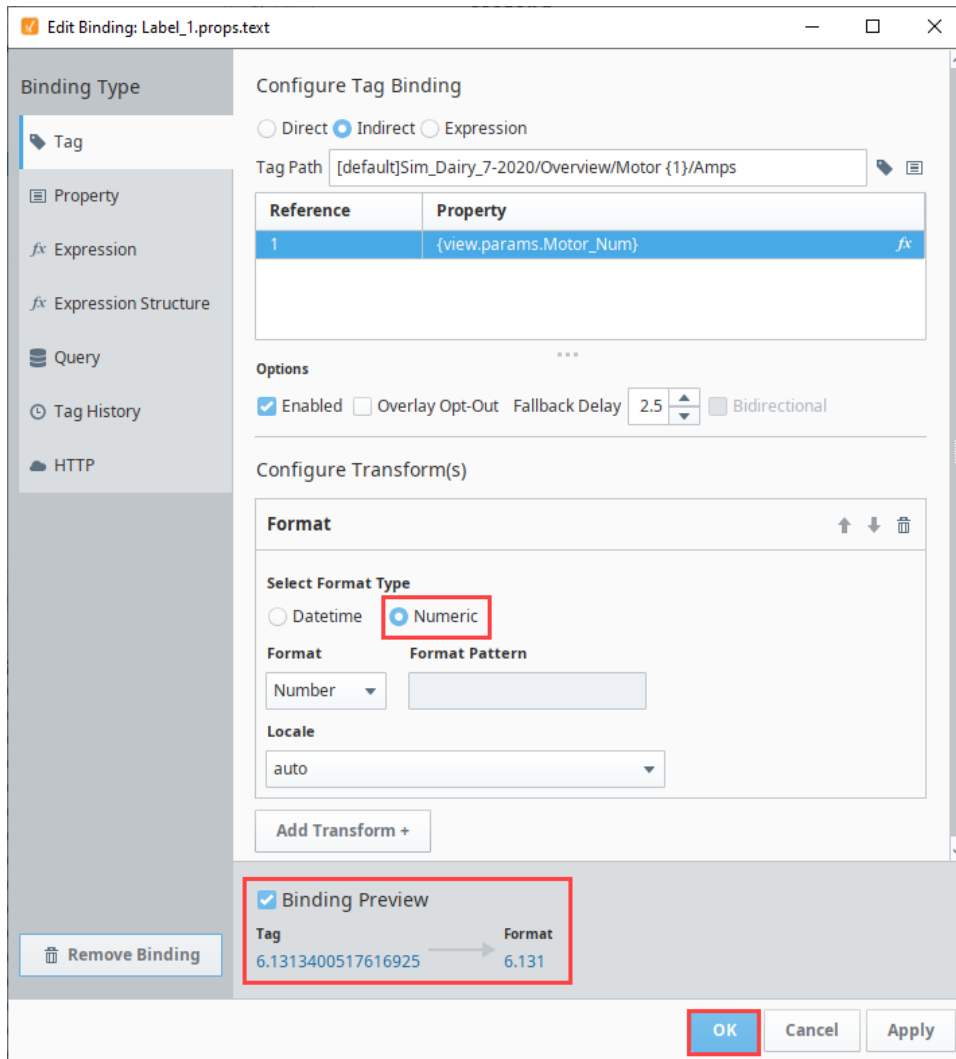 Edit Binding: Label_1.props.text
Binding Type
Tag
Property
fx Expression
fx Expression Structure
Query
Tag History
HTTP
Remove Binding
Configure Tag Binding
Direct Indirect Expression
Tag Path [default]Sim_Dairy_7-2020/Overview/Motor {1}/Amps
Reference Property
1 {view.params.Motor_Num} fx
Options
Enabled Overlay Opt-Out Fallback Delay 2.5 Bidirectional
Configure Transform(s)
Format
Select Format Type
Datetime Numeric
Format Format Pattern
Number
Locale
auto
Add Transform +
Binding Preview
Tag Format
6.1313400517616925 6.131
OK Cancel Apply